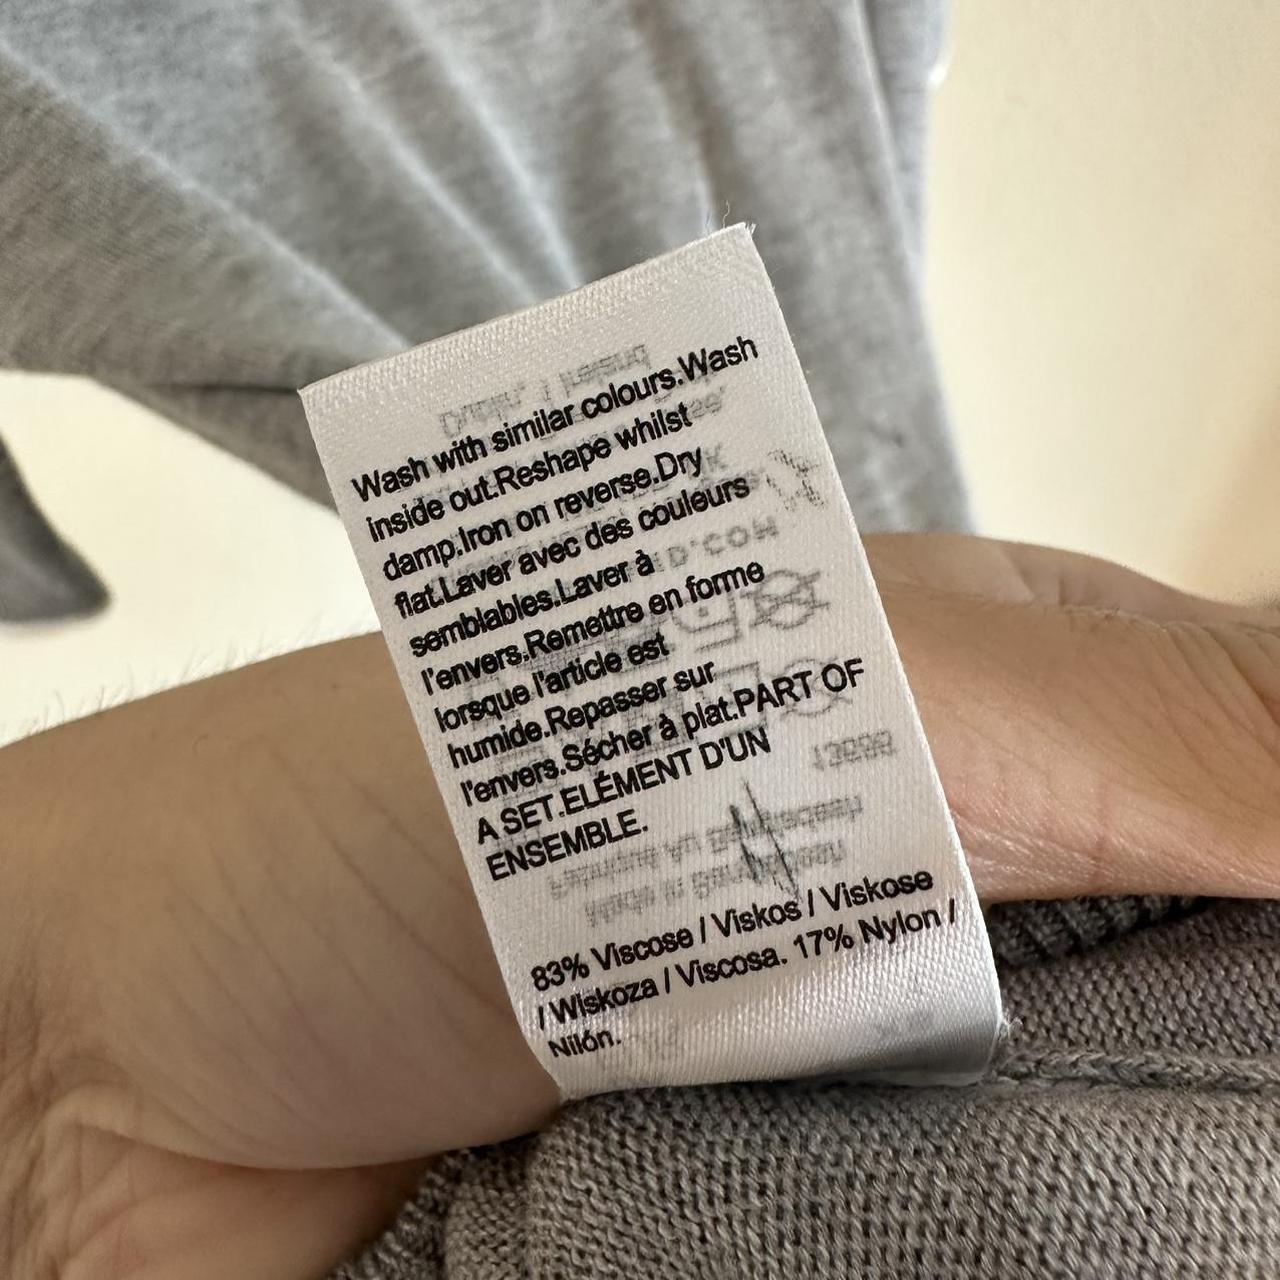 Wash with similar colours.Wash
inside out.Reshape whilst
damp.Iron on reverse.Dry
flat.Laver avec des couleurs
semblables.Laver à
l'envers.Remettre en forme
lorsque l'article est
humide.Repasser sur
l'envers.Sécher à plat.PART OF
A SET.ELÉMENT D'UN
ENSEMBLE.
83% Viscose / Viskos / Viskose
/ Wiskoza / Viscosa. 17% Nylon /
Nilón.